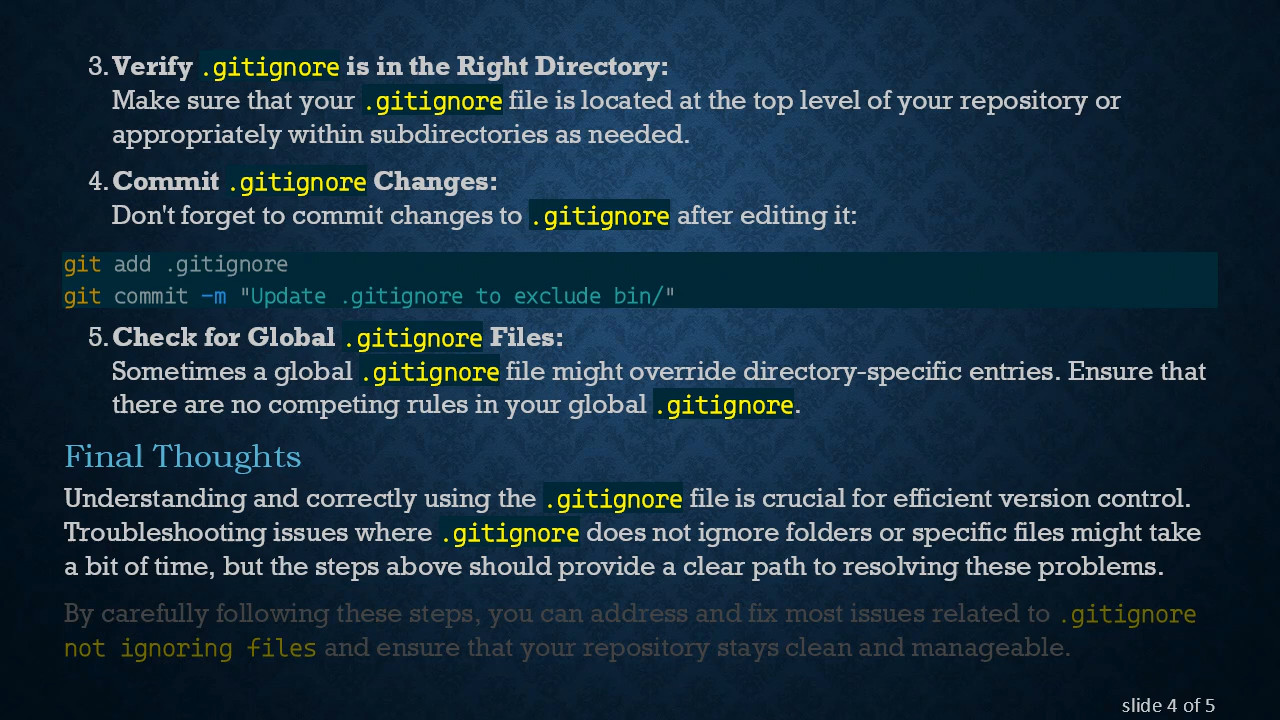 3. Verify .gitignore is in the Right Directory:
Make sure that your .gitignore file is located at the top level of your repository or
appropriately within subdirectories as needed.
4. Commit .gitignore Changes:
Don't forget to commit changes to .gitignore after editing it:
git add .gitignore
git commit -m "Update .gitignore to exclude bin/"
5. Check for Global .gitignore Files:
Sometimes a global .gitignore file might override directory-specific entries. Ensure that
there are no competing rules in your global .gitignore.
Final Thoughts
Understanding and correctly using the .gitignore file is crucial for efficient version control.
Troubleshooting issues where .gitignore does not ignore folders or specific files might take
a bit of time, but the steps above should provide a clear path to resolving these problems.
By carefully following these steps, you can address and fix most issues related to .gitignore
not ignoring files and ensure that your repository stays clean and manageable.
slide 4 of 5